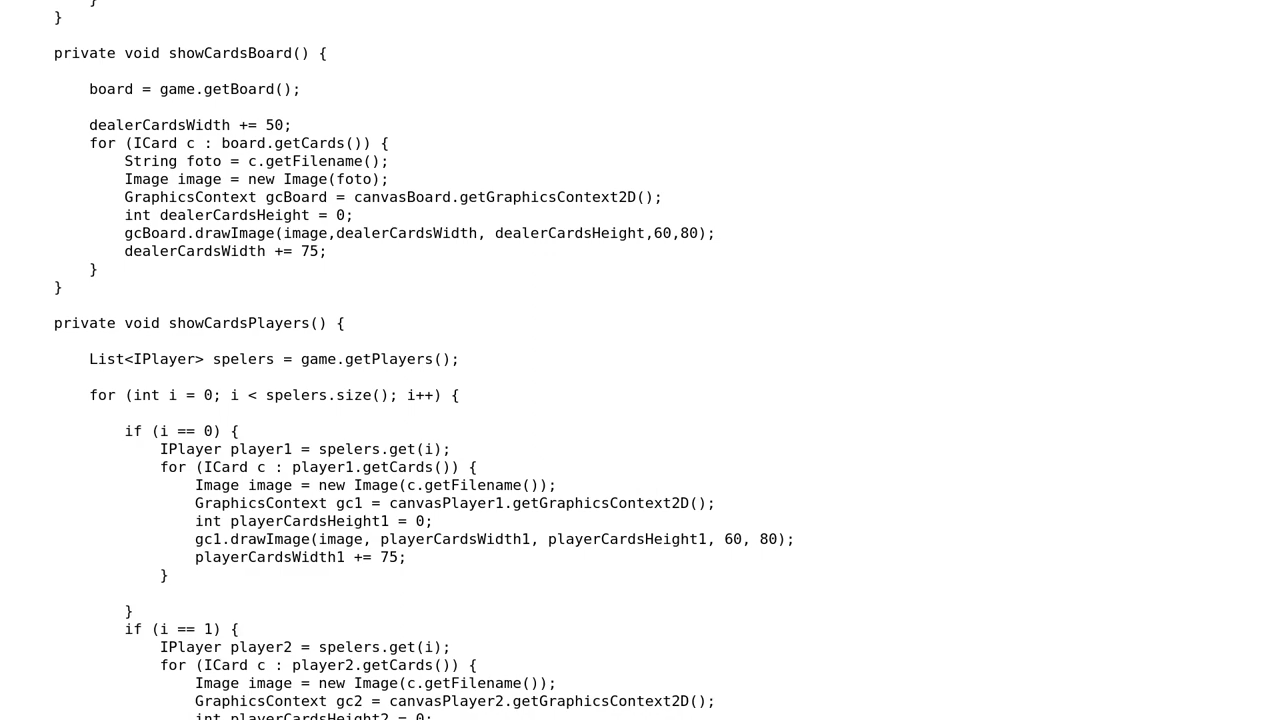 }
}
private void showCardsBoard() {
board = game.getBoard();
dealerCardsWidth += 50;
for (ICard c : board.getCards()) {
String foto = c.getFilename();
Image image = new Image(foto);
GraphicsContext gcBoard = canvasBoard.getGraphicsContext2D();
int dealerCardsHeight = 0;
gcBoard.drawImage(image,dealerCardsWidth, dealerCardsHeight,60,80);
dealerCardsWidth += 75;
}
}
private void showCardsPlayers() {
List<IPlayer> spelers = game.getPlayers();
for (int i = 0; i < spelers.size(); i++) {
if (i == 0) {
IPlayer player1 = spelers.get(i);
for (ICard c : player1.getCards()) {
Image image = new Image(c.getFilename());
GraphicsContext gc1 = canvasPlayer1.getGraphicsContext2D();
int playerCardsHeight1 = 0;
gc1.drawImage(image, playerCardsWidth1, playerCardsHeight1, 60, 80);
playerCardsWidth1 += 75;
}
}
if (i == 1) {
IPlayer player2 = spelers.get(i);
for (ICard c : player2.getCards()) {
Image image = new Image(c.getFilename());
GraphicsContext gc2 = canvasPlayer2.getGraphicsContext2D();
int playerCardsHeight2 = 0;